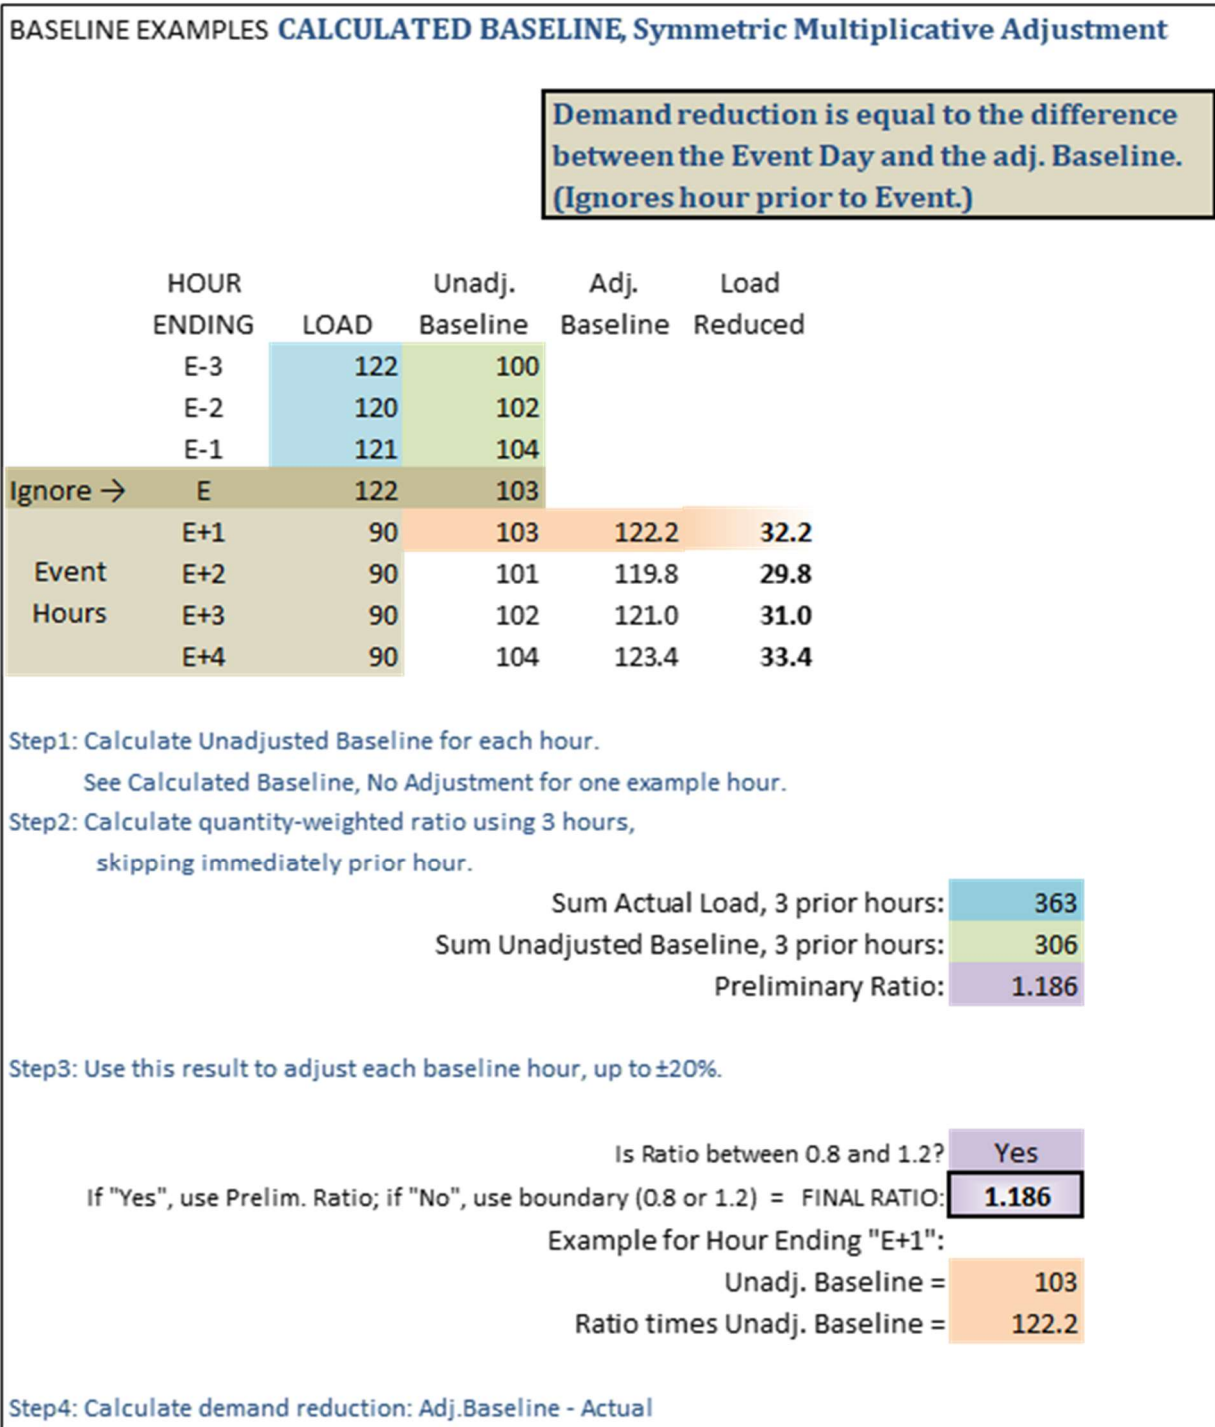 BASELINE EXAMPLES CALCULATED BASELINE, Symmetric Multiplicative Adjustment
Demand reduction is equal to the difference
between the Event Day and the adj. Baseline.
(Ignores hour prior to Event.)
HOUR Unadj. Adj. Load
ENDING LOAD Baseline Baseline Reduced
E-3 122 100
E-2 120 102
E-1 121 104
Ignore → E 122 103
E+1 90 103 122.2 32.2
Event E+2 90 101 119.8 29.8
Hours E+3 90 102 121.0 31.0
E+4 90 104 123.4 33.4
Step1: Calculate Unadjusted Baseline for each hour.
See Calculated Baseline, No Adjustment for one example hour.
Step2: Calculate quantity-weighted ratio using 3 hours,
skipping immediately prior hour.
Sum Actual Load, 3 prior hours: 363
Sum Unadjusted Baseline, 3 prior hours: 306
Preliminary Ratio: 1.186
Step3: Use this result to adjust each baseline hour, up to ±20%.
Is Ratio between 0.8 and 1.2? Yes
If "Yes", use Prelim. Ratio; if "No", use boundary (0.8 or 1.2) = FINAL RATIO: 1.186
Example for Hour Ending "E+1":
Unadj. Baseline = 103
Ratio times Unadj. Baseline = 122.2
Step4: Calculate demand reduction: Adj.Baseline - Actual